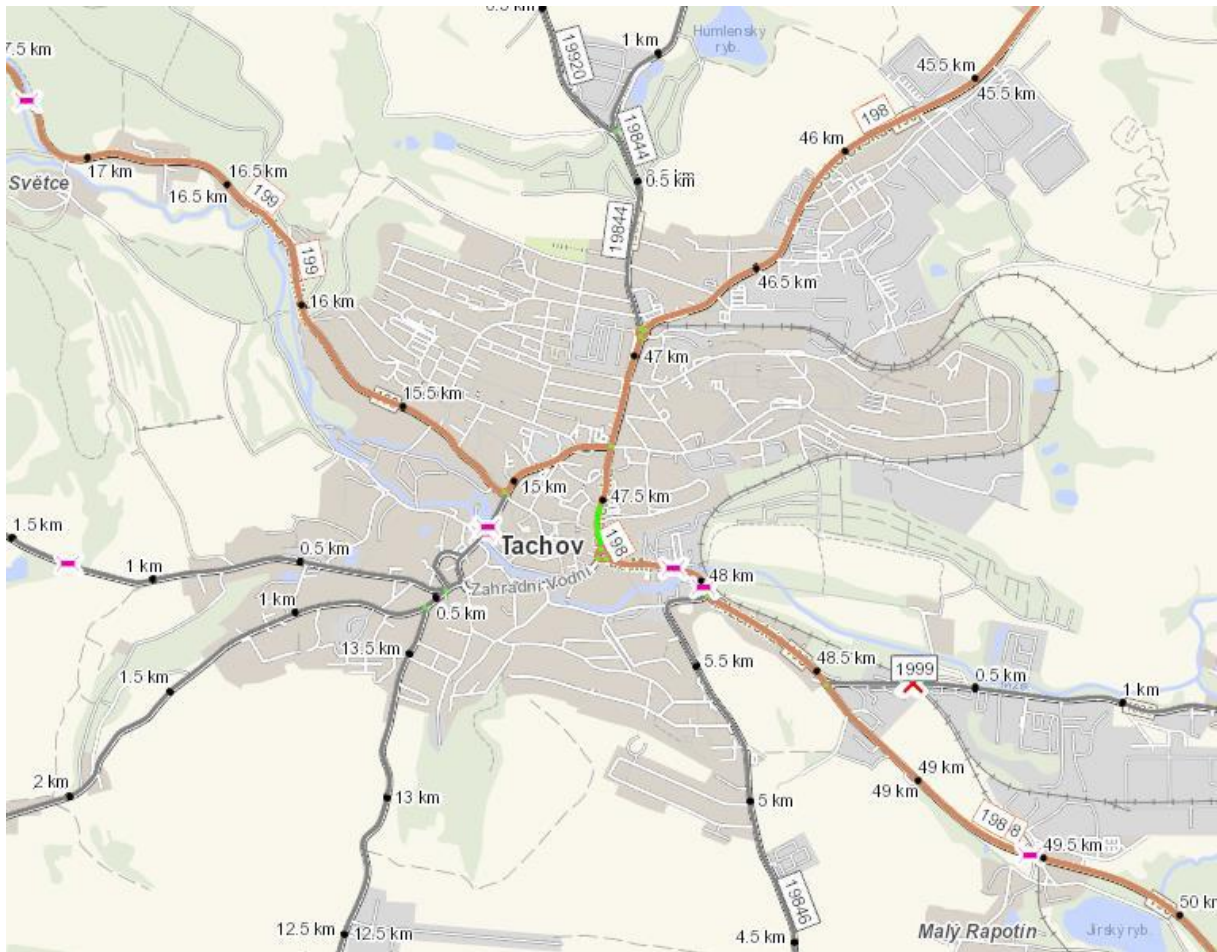 0.5 km
7.5 km
19920
1 km
Humlenský
ryb.
45.5 km
45.5 km
198
46 km
19844
0.5 km
17 km
16.5 km
16.5 km
199
Světce
199
19844
46.5 km
16 km
47 km
15.5 km
15 km
47.5 km
1.5 km
0.5 km
Tachov
198
1 km
Zahradní-Vodní
48 km
1 km
0.5 km
13.5 km
5.5 km
48.5 km
1999
0.5 km
1 km
1.5 km
2 km
13 km
5 km
49 km
49 km
198
49.5 km
19846
50 km
12.5 km
12.5 km
4.5 km
Malý Rapotín
Jirský ryb.